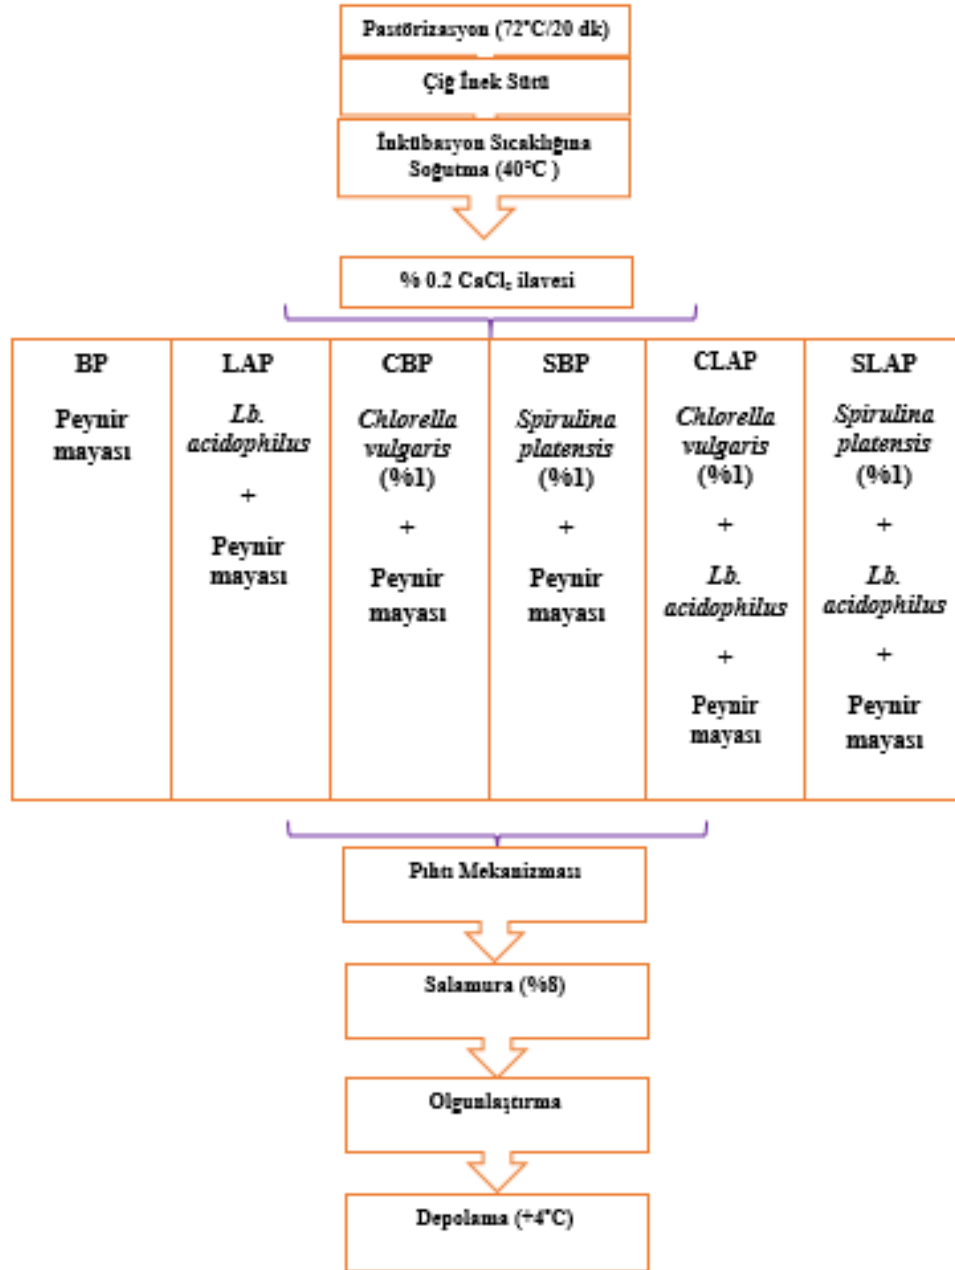 Pastörizasyon (72°C/20 dk)
Çiğ İnek Sütü
İnkübasyon Sıcaklığına
Soğutma (40°C )
% 0.2 CaCl₂ ilavesi
BP
Peynir
mayası
LAP
Lb.
acidophilus
+
Peynir
mayası
CBP
Chlorella
vulgaris
(%1)
+
Peynir
mayası
SBP
Spirulina
platensis
(%1)
+
Peynir
mayası
CLAP
Chlorella
vulgaris
(%1)
+
Lb.
acidophilus
+
Peynir
mayası
SLAP
Spirulina
platensis
(%1)
+
Lb.
acidophilus
+
Peynir
mayası
Pıhtı Mekanizması
Salamura (%8)
Olgunlaştırma
Depolama (+4°C)